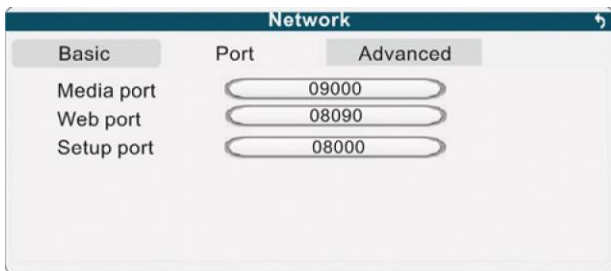 Network
Basic Port Advanced
Media port 09000
Web port 08090
Setup port 08000